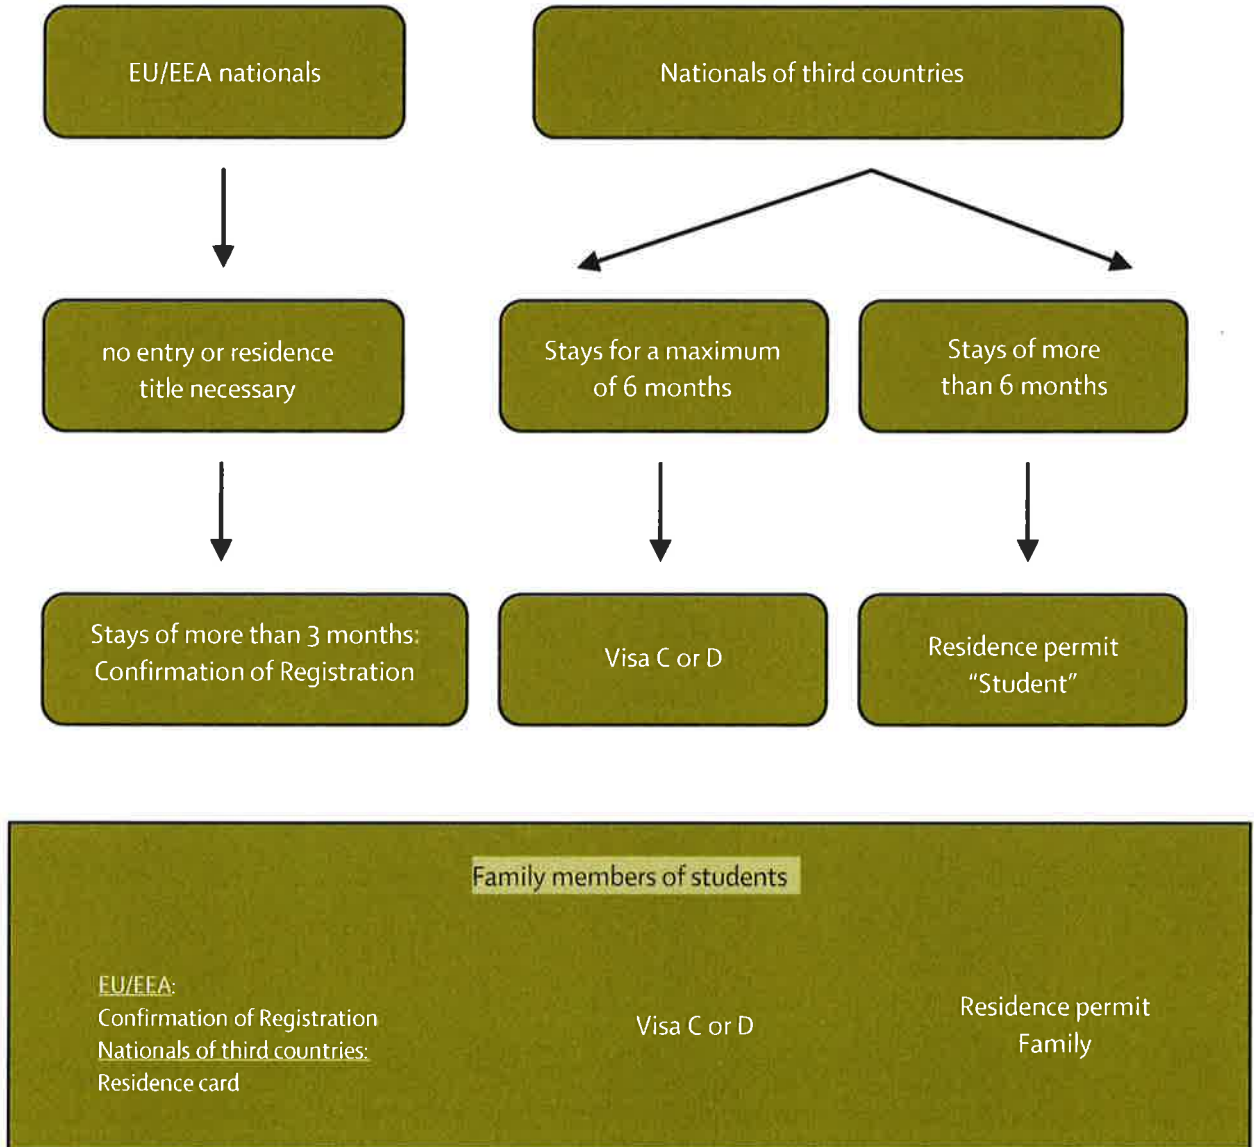 EU/EEA nationals
Nationals of third countries
no entry or residence
title necessary
Stays for a maximum
of 6 months
Stays of more
than 6 months
Stays of more than 3 months:
Confirmation of Registration
Visa C or D
Residence permit
“Student”
Family members of students
EU/EEA:
Confirmation of Registration
Nationals of third countries:
Residence card
Visa C or D
Residence permit
Family